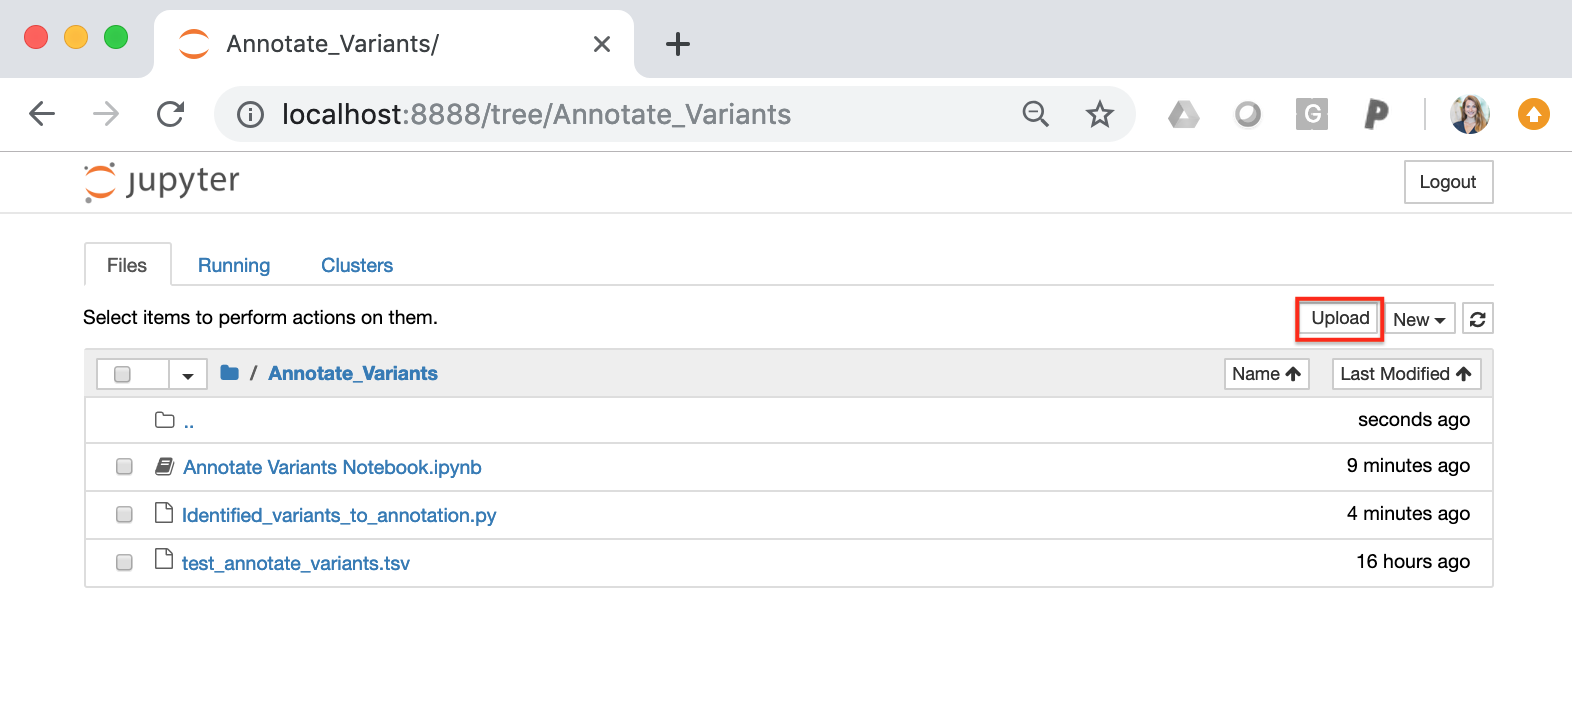 Annotate_Variants/
localhost:8888/tree/Annotate_Variants
G
jupyter
Logout
Files Running Clusters
Select items to perform actions on them.
Upload New
/ Annotate_Variants Name Last Modified
.. seconds ago
Annotate Variants Notebook.ipynb 9 minutes ago
Identified_variants_to_annotation.py 4 minutes ago
test_annotate_variants.tsv 16 hours ago